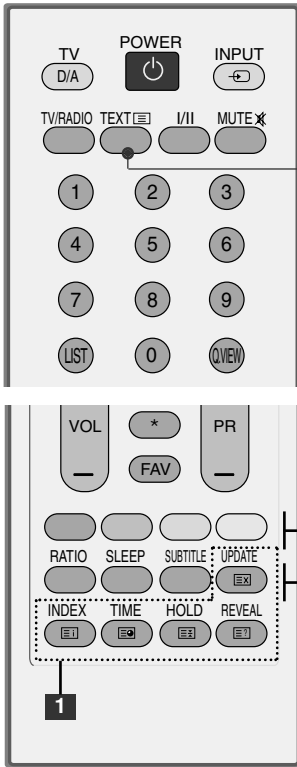 TV POWER INPUT
D/A
TV/RADIO TEXT I/II MUTE
1 2 3
4 5 6
7 8 9
LIST 0 Q.VIEW
VOL * PR
FAV
RATIO SLEEP SUBTITLE UPDATE
X
INDEX TIME HOLD REVEAL
i ?
1